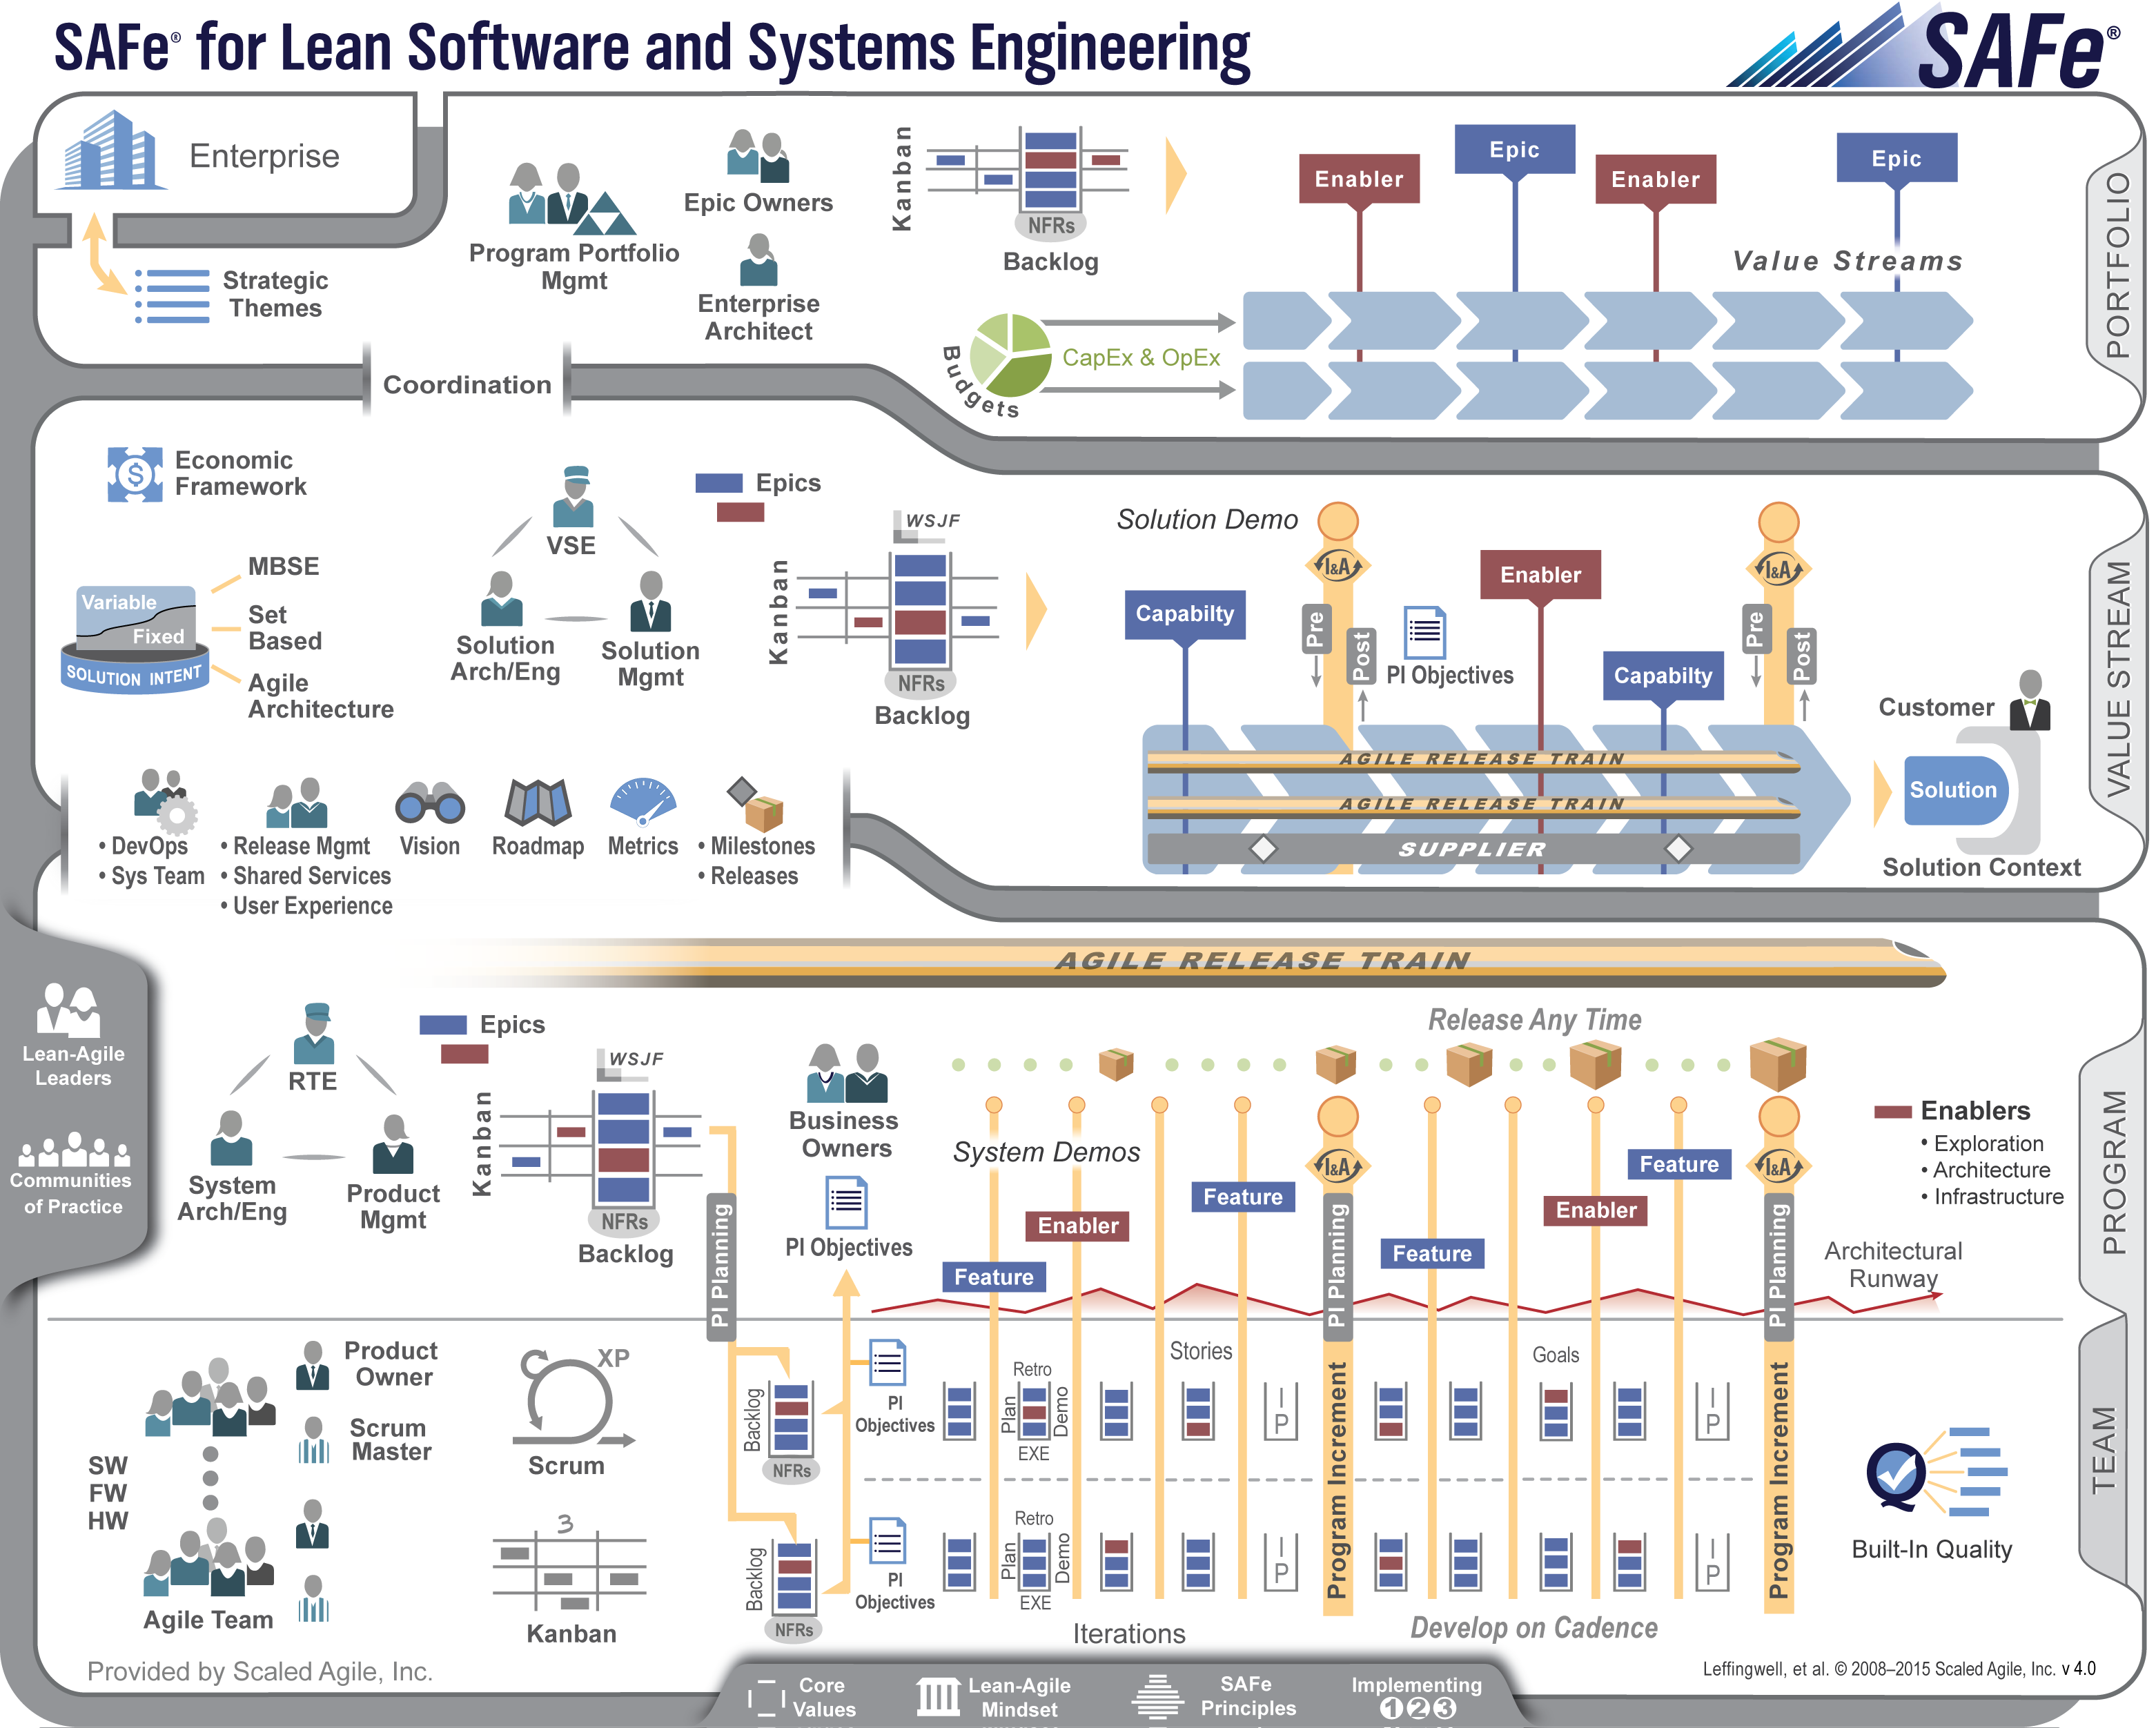 SAFe® for Lean Software and Systems Engineering
SAFe®
Enterprise
Strategic
Themes
Program Portfolio
Mgmt
Epic Owners
Enterprise
Architect
Kanban
NFRs
Backlog
Enabler
Epic
Enabler
Epic
Value Streams
Budgets
CapEx & OpEx
PORTFOLIO
Coordination
Economic
Framework
VSE
Solution
Arch/Eng
Solution
Mgmt
Epics
MBSE
Set
Based
Agile
Architecture
Variable
Fixed
SOLUTION INTENT
Kanban
WSJF
NFRs
Backlog
Solution Demo
I&A
Capabilty
Pre
Post
PI Objectives
Enabler
Capabilty
I&A
Pre
Post
AGILE RELEASE TRAIN
AGILE RELEASE TRAIN
SUPPLIER
Customer
Solution
Solution Context
VALUE STREAM
• DevOps
• Sys Team
• Release Mgmt
• Shared Services
• User Experience
Vision
Roadmap
Metrics
• Milestones
• Releases
AGILE RELEASE TRAIN
Lean-Agile
Leaders
Communities
of Practice
RTE
System
Arch/Eng
Product
Mgmt
Epics
Kanban
WSJF
NFRs
Backlog
PI Planning
Business
Owners
PI Objectives
Release Any Time
System Demos
Feature
Enabler
Feature
I&A
PI Planning
Feature
Enabler
Feature
I&A
PI Planning
Enablers
• Exploration
• Architecture
• Infrastructure
Architectural
Runway
PROGRAM
Product
Owner
Scrum
Master
SW
FW
HW
Agile Team
XP
Scrum
3
Kanban
Backlog
NFRs
PI
Objectives
Backlog
NFRs
PI
Objectives
Stories
Goals
Retro
Plan
Demo
EXE
I
P
I
P
Retro
Plan
Demo
EXE
I
P
I
P
Program Increment
Program Increment
Iterations
Develop on Cadence
Built-In Quality
TEAM
Provided by Scaled Agile, Inc.
Leffingwell, et al. © 2008–2015 Scaled Agile, Inc. v 4.0
Core
Values
Lean-Agile
Mindset
SAFe
Principles
Implementing
1 2 3